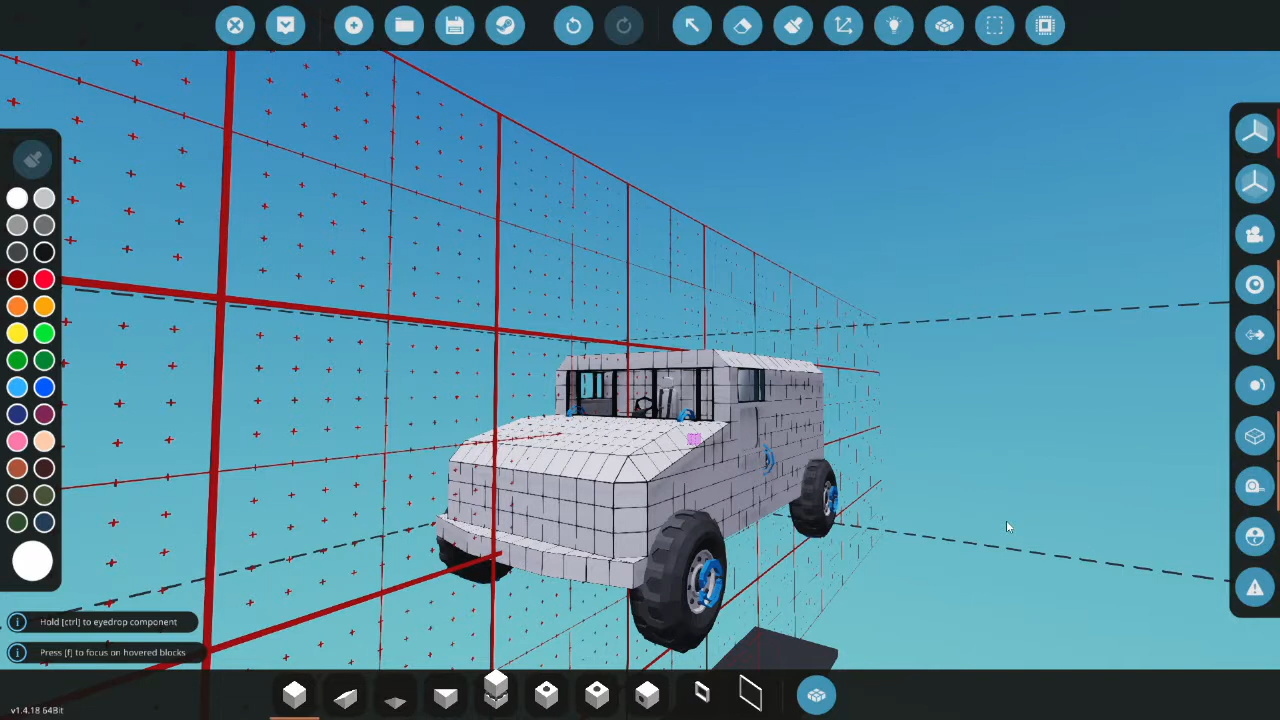 Hold [ctrl] to eyedrop component
Press [f] to focus on hovered blocks
v1.4.18 64Bit